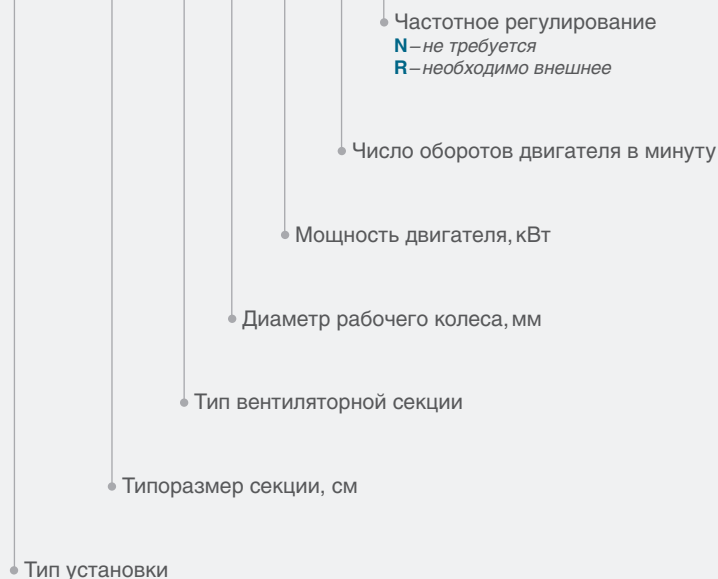 Частотное регулирование
N–не требуется
R–необходимо внешнее
Число оборотов двигателя в минуту
Мощность двигателя, кВт
Диаметр рабочего колеса, мм
Тип вентиляторной секции
Типоразмер секции, см
Тип установки